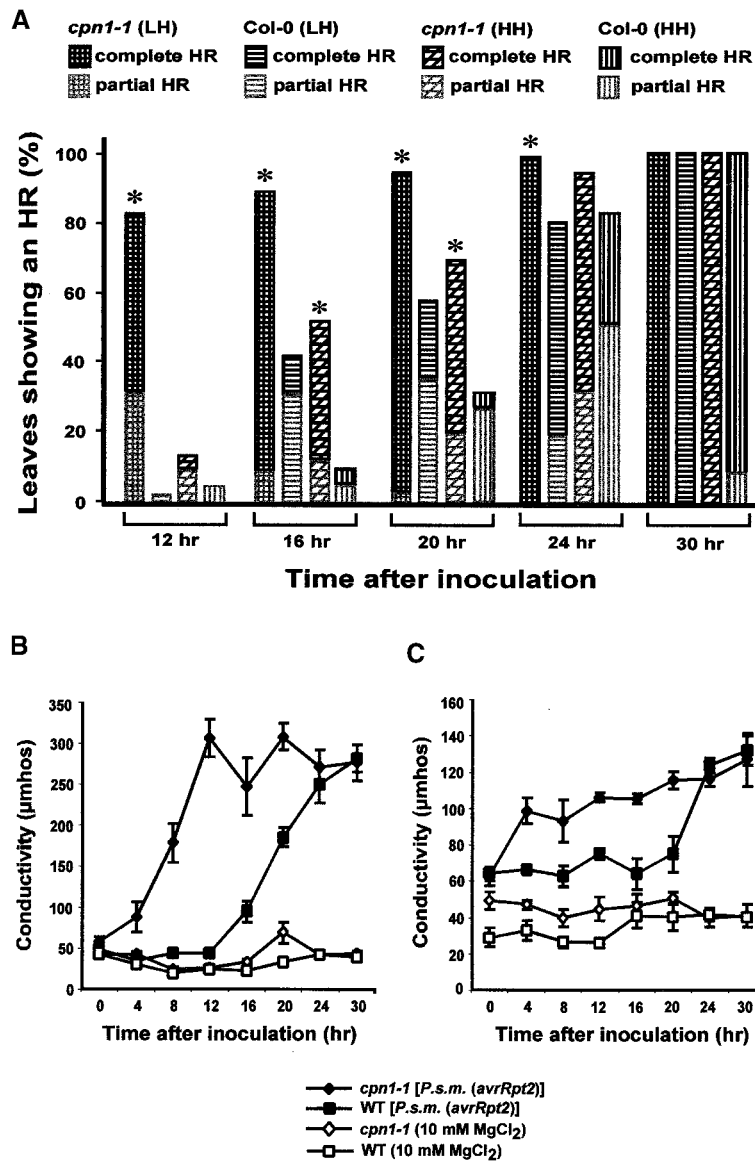 A
cpn1-1 (LH) Col-0 (LH) cpn1-1 (HH) Col-0 (HH)
complete HR complete HR complete HR complete HR
partial HR partial HR partial HR partial HR
Leaves showing an HR (%)
100
80
60
40
20
0
* * * * * *
12 hr 16 hr 20 hr 24 hr 30 hr
Time after inoculation
B
Conductivity (µmhos)
350
300
250
200
150
100
50
0
0 4 8 12 16 20 24 30
Time after inoculation (hr)
C
Conductivity (µmhos)
160
140
120
100
80
60
40
20
0
0 4 8 12 16 20 24 30
Time after inoculation (hr)
cpn1-1 [P.s.m. (avrRpt2)]
WT [P.s.m. (avrRpt2)]
cpn1-1 (10 mM MgCl2)
WT (10 mM MgCl2)